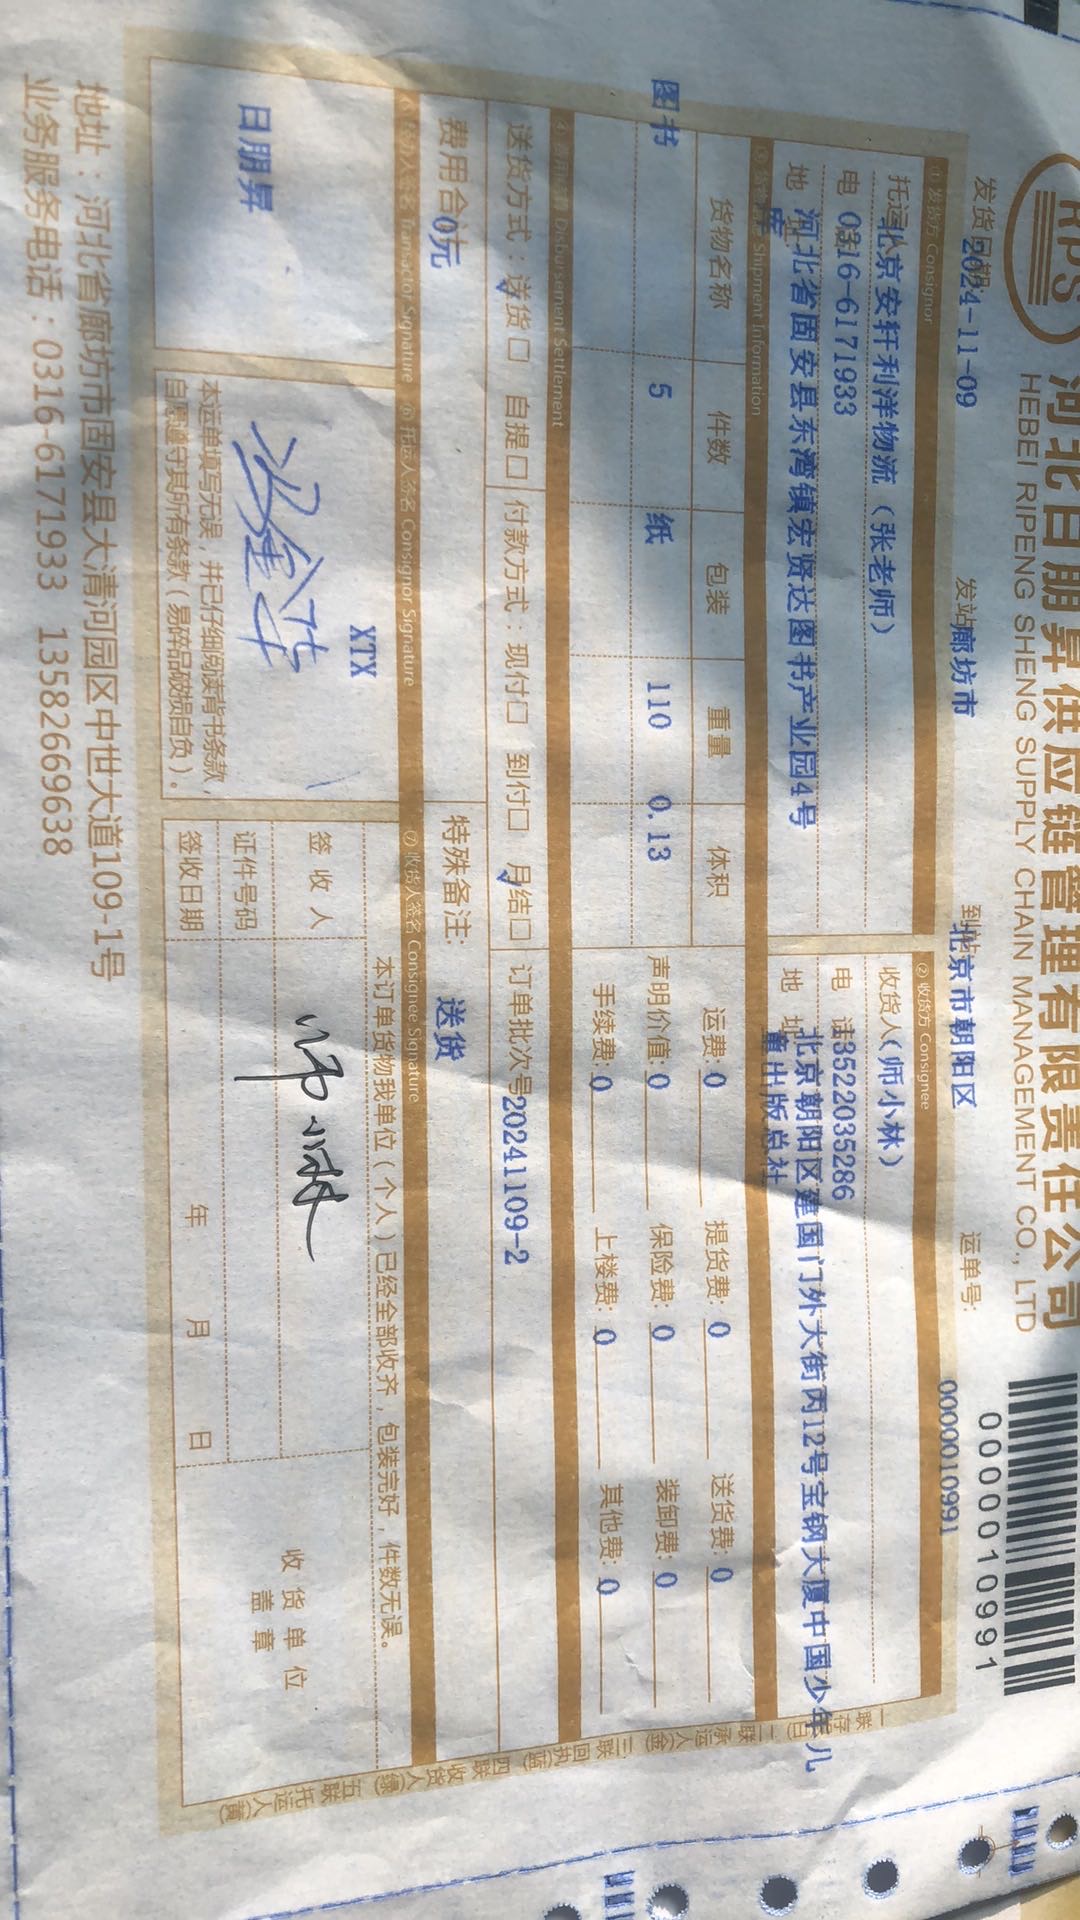 RPS
河北日朋昇供应链管理有限责任公司
HEBEI RIPENG SHENG SUPPLY CHAIN MANAGEMENT CO., LTD
0000010991
发货日期: 2024-11-09 发站 廊坊市 到站 北京市朝阳区 运单号: 0000010991
① 发货方 Consignor
托运 北京安轩利洋物流（张老师）
电 0316-6171933
地 河北省固安县东湾镇宏贤达图书产业园4号
库
② 收货方 Consignee
收货人（师小林）
电 话 13522035286
地 址 北京朝阳区建国门外大街丙12号宝钢大厦中国少年儿
童出版总社
③ Shipment Information
货物名称 件数 包装 重量 体积
图书 5 纸 110 0.13
运费: 0 提货费: 0 送货费: 0
声明价值: 0 保险费: 0 装卸费: 0
手续费: 0 上楼费: 0 其他费: 0
④ Disbursement Settlement
送货方式：送货☐ 自提☐ 付款方式：现付☐ 到付☐ 月结☐ 订单批次号 20241109-2
费用合 0元 特殊备注: 送货
Transactor Signature
日朋昇
⑥ 托运人签名 Consignor Signature
XTX
本运单填写无误，并已仔细阅读背书条款，
自愿遵守其所有条款（易碎品破损自负）。
⑦ 收货人签名 Consignee Signature
本订单货物我单位（个人）已经全部收齐，包装完好，件数无误。
签收人 师小林
证件号码
签收日期 年 月 日
收货单位
盖章
一联存根(白) 二联承运人(金) 三联回执(蓝) 四联收货人(绿) 五联托运人(黄)
地址：河北省廊坊市固安县大清河园区中世大道109-1号
业务服务电话：0316-6171933 13582669638